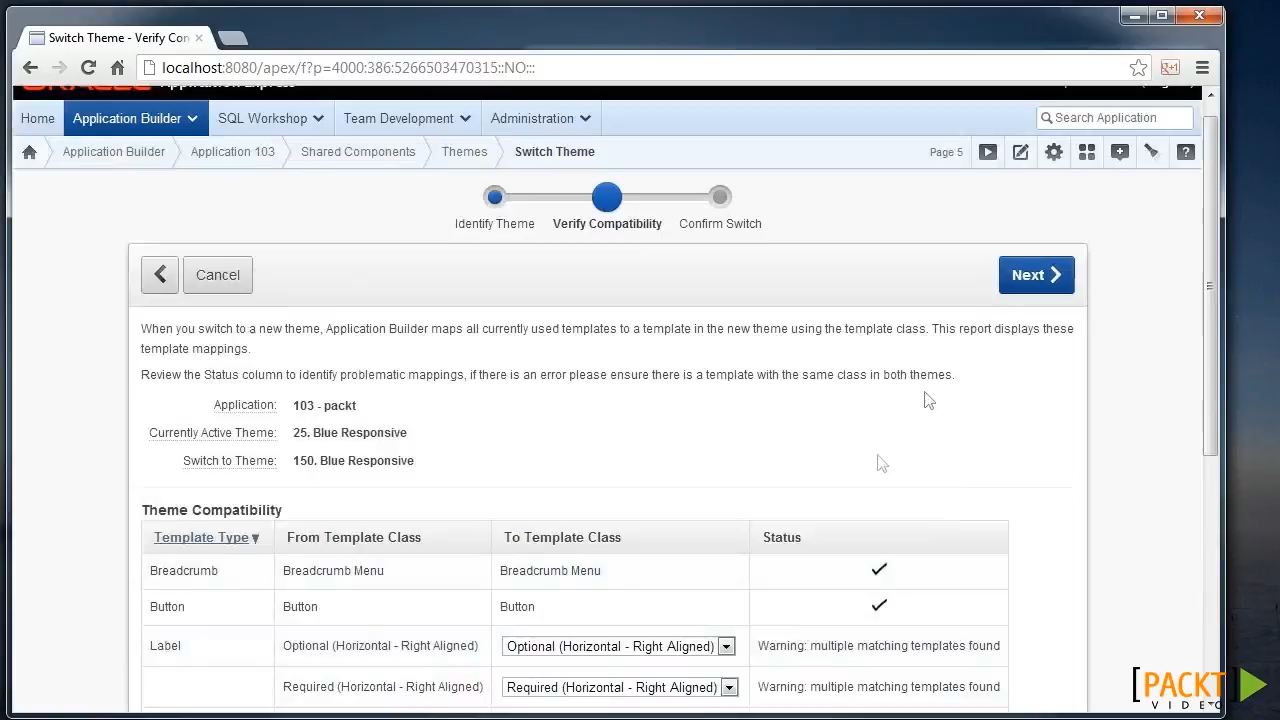 Switch Theme - Verify Con
localhost:8080/apex/f?p=4000:386:5266503470315::NO:::
Home
Application Builder
SQL Workshop
Team Development
Administration
Search Application
Application Builder
Application 103
Shared Components
Themes
Switch Theme
Page 5
Identify Theme
Verify Compatibility
Confirm Switch
Cancel
Next
When you switch to a new theme, Application Builder maps all currently used templates to a template in the new theme using the template class. This report displays these
template mappings.
Review the Status column to identify problematic mappings, if there is an error please ensure there is a template with the same class in both themes.
Application: 103 - packt
Currently Active Theme: 25. Blue Responsive
Switch to Theme: 150. Blue Responsive
Theme Compatibility
Template Type From Template Class To Template Class Status
Breadcrumb Breadcrumb Menu Breadcrumb Menu
Button Button Button
Label Optional (Horizontal - Right Aligned) Optional (Horizontal - Right Aligned) Warning: multiple matching templates found
Required (Horizontal - Right Aligned) Required (Horizontal - Right Aligned) Warning: multiple matching templates found
[PACKT]
VIDEO